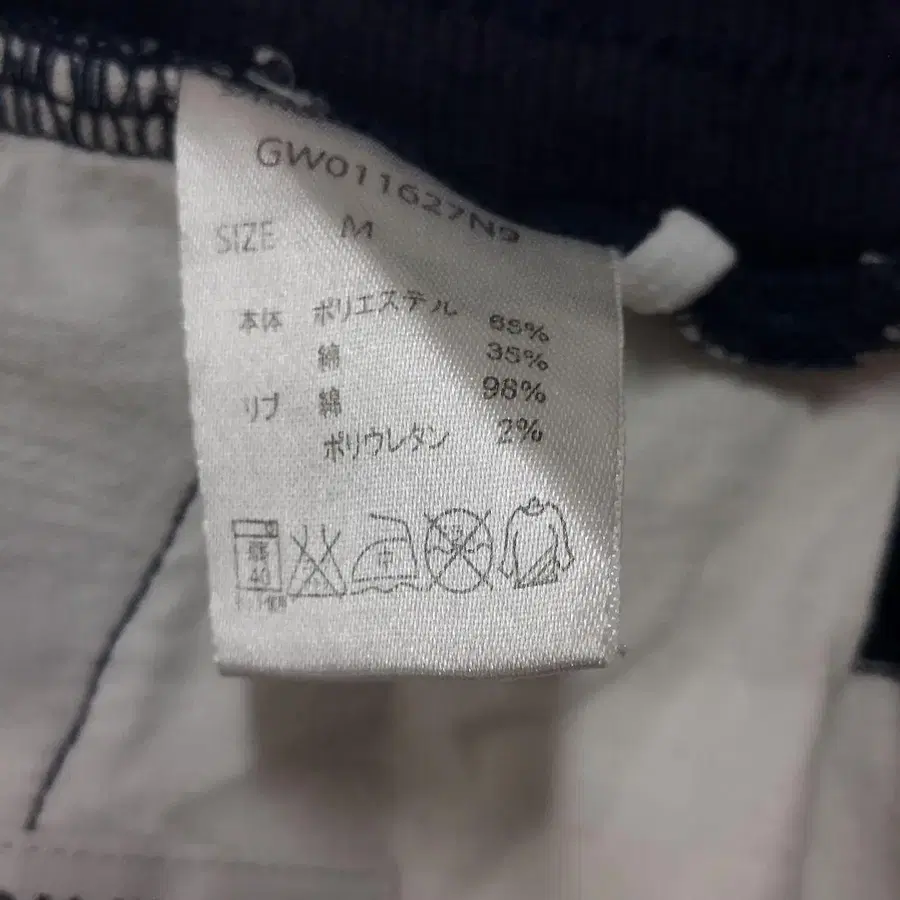 GW011627N9
SIZE M
本体 ポリエステル 65%
綿 35%
リブ 綿 98%
ポリウレタン 2%
40